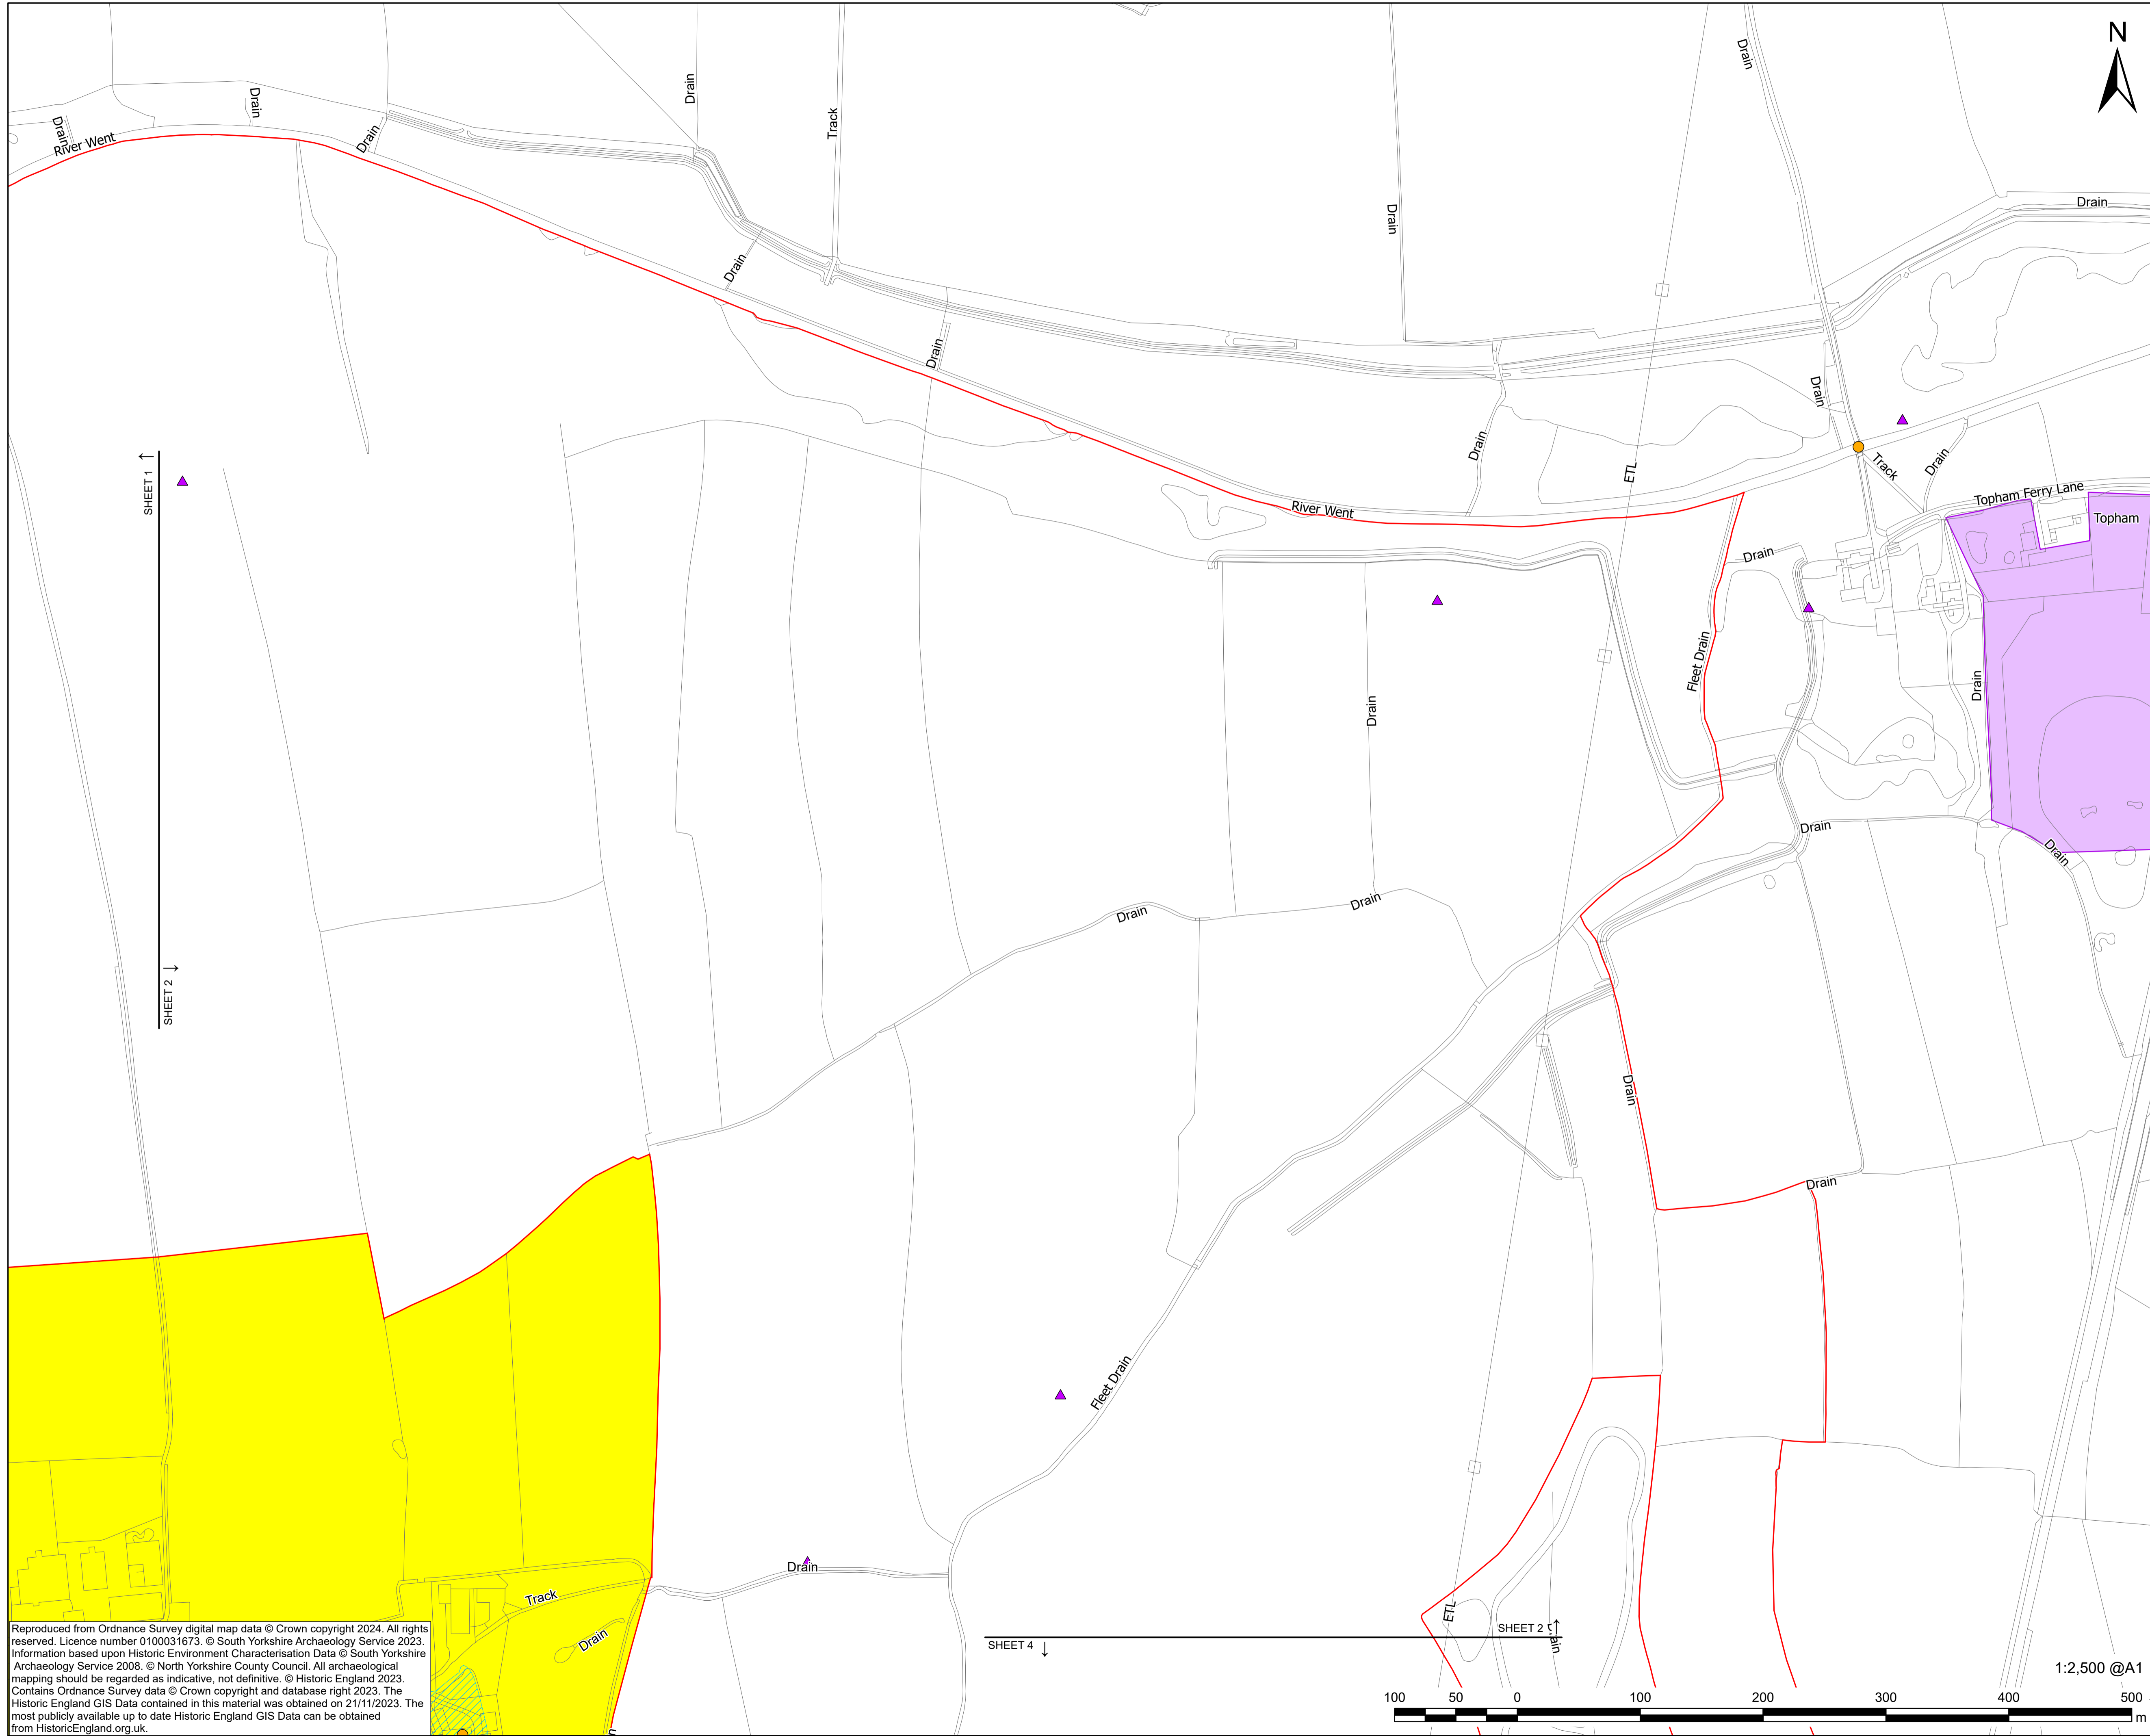 N
Drain
Drain
Drain
River Went
Drain
Drain
Track
Drain
Drain
Drain
Drain
Drain
Drain
Drain
ETL
River Went
Track
Drain
Topham Ferry Lane
Topham
SHEET 1 ←
SHEET 2 →
Drain
Fleet Drain
Drain
Drain
Drain
Drain
Drain
Drain
Drain
Drain
Fleet Drain
Drain
Track
Drain
ETL
SHEET 2 ↑
SHEET 4 ↓
Reproduced from Ordnance Survey digital map data © Crown copyright 2024. All rights
reserved. Licence number 0100031673. © South Yorkshire Archaeology Service 2023.
Information based upon Historic Environment Characterisation Data © South Yorkshire
Archaeology Service 2008. © North Yorkshire County Council. All archaeological
mapping should be regarded as indicative, not definitive. © Historic England 2023.
Contains Ordnance Survey data © Crown copyright and database right 2023. The
Historic England GIS Data contained in this material was obtained on 21/11/2023. The
most publicly available up to date Historic England GIS Data can be obtained
from HistoricEngland.org.uk.
1:2,500 @A1
100 50 0 100 200 300 400 500
m